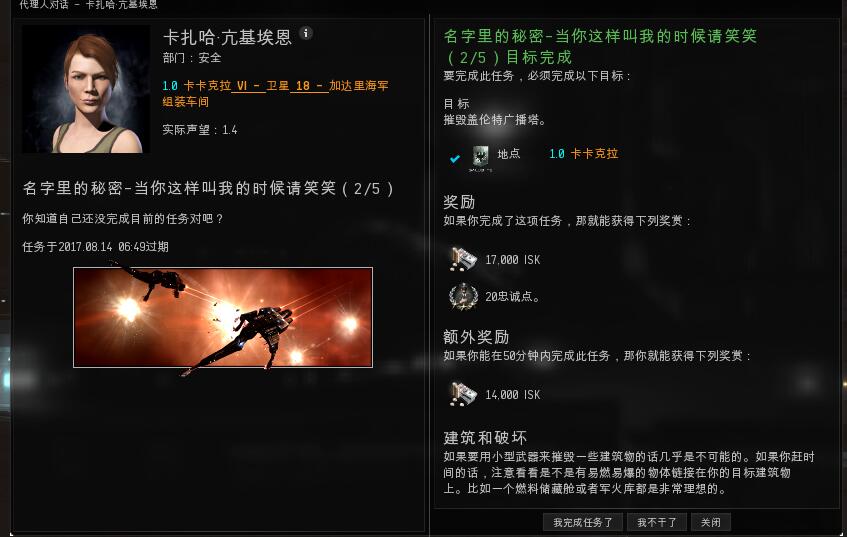 代理人对话 - 卡扎哈·亢基埃恩
卡扎哈·亢基埃恩
部门：安全
1.0 卡卡克拉 VI - 卫星 18 - 加达里海军
组装车间
实际声望：1.4
名字里的秘密-当你这样叫我的时候请笑笑（2/5）
你知道自己还没完成目前的任务对吧？
任务于2017.08.14 06:49过期
名字里的秘密-当你这样叫我的时候请笑笑
（2/5）目标完成
要完成此任务，必须完成以下目标：
目标
摧毁盖伦特广播塔。
地点 1.0 卡卡克拉
奖励
如果你完成了这项任务，那就能获得下列奖赏：
17,000 ISK
20忠诚点。
额外奖励
如果你能在50分钟内完成此任务，那你就能获得下列奖赏：
14,000 ISK
建筑和破坏
如果要用小型武器来摧毁一些建筑物的话几乎是不可能的。如果你赶时
间的话，注意看看是不是有易燃易爆的物体链接在你的目标建筑物
上。比如一个燃料储藏舱或者军火库都是非常理想的。
我完成任务了 我不干了 关闭